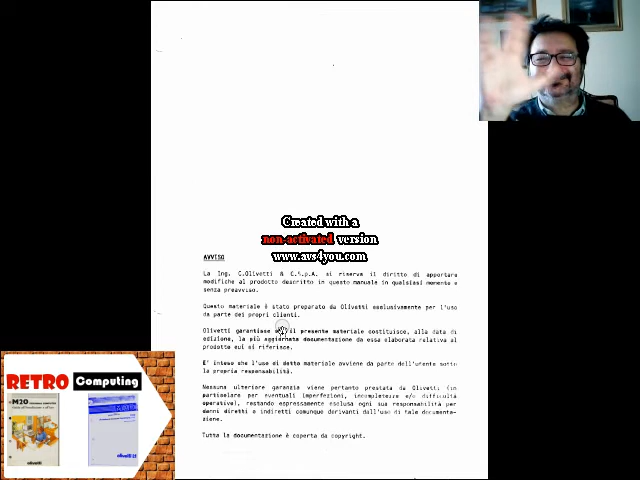 Created with a
non-activated version
www.avs4you.com
AVVISO
La Ing. C.Olivetti & C.S.p.A. si riserva il diritto di apportare
modifiche al prodotto descritto in questo manuale in qualsiasi momento e
senza preavviso.
Questo materiale è stato preparato da Olivetti esclusivamente per l'uso
da parte dei propri clienti.
Olivetti garantisce che il presente materiale costituisce, alla data di
edizione, la più aggiornata documentazione da essa elaborata relativa al
prodotto cui si riferisce.
E' inteso che l'uso di detto materiale avviene da parte dell'utente sotto
la propria responsabilità.
Nessuna ulteriore garanzia viene pertanto prestata da Olivetti (in
particolare per eventuali imperfezioni, incompletezze e/o difficoltà
operative), restando espressamente esclusa ogni sua responsabilità per
danni diretti o indiretti comunque derivanti dall'uso di tale documenta-
zione.
Tutta la documentazione è coperta da copyright.
RETRO Computing
M20
olivetti
olivetti